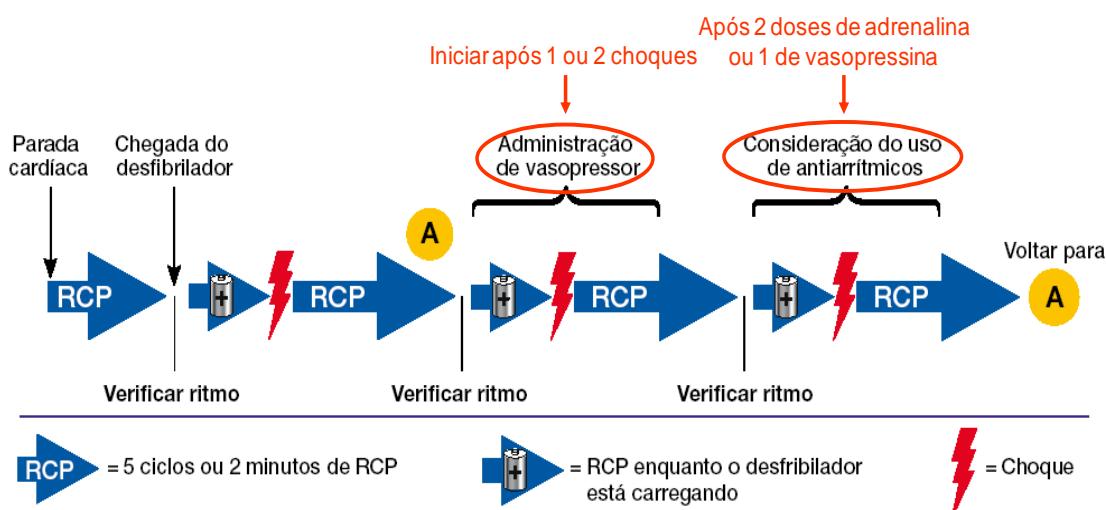 Após 2 doses de adrenalina
ou 1 de vasopressina
Iniciar após 1 ou 2 choques
Parada
cardíaca
Chegada do
desfibrilador
Administração
de vasopressor
Consideração do uso
de antiarrítmicos
A
Voltar para
RCP
RCP
RCP
RCP
A
Verificar ritmo
Verificar ritmo
Verificar ritmo
RCP = 5 ciclos ou 2 minutos de RCP
= RCP enquanto o desfribilador
está carregando
= Choque